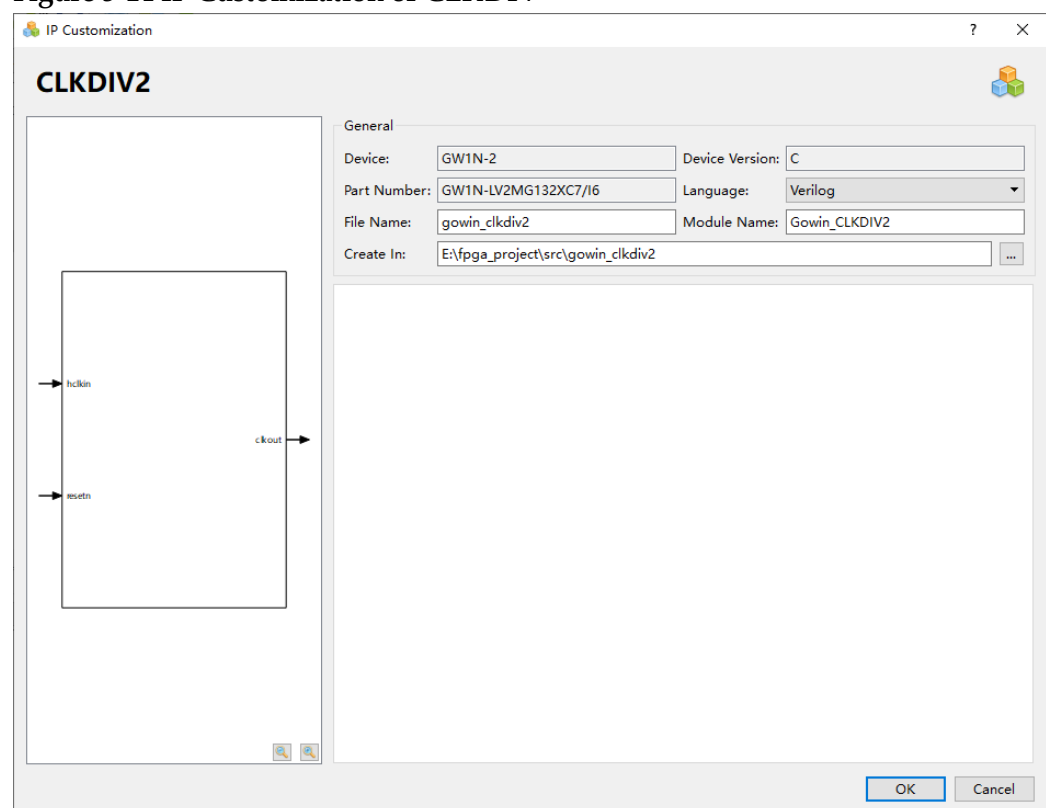 IP Customization ? ×
CLKDIV2
General
Device: GW1N-2 Device Version: C
Part Number: GW1N-LV2MG132XC7/I6 Language: Verilog
File Name: gowin_clkdiv2 Module Name: Gowin_CLKDIV2
Create In: E:\fpga_project\src\gowin_clkdiv2 ...
hclkin
clkout
resetn
OK Cancel